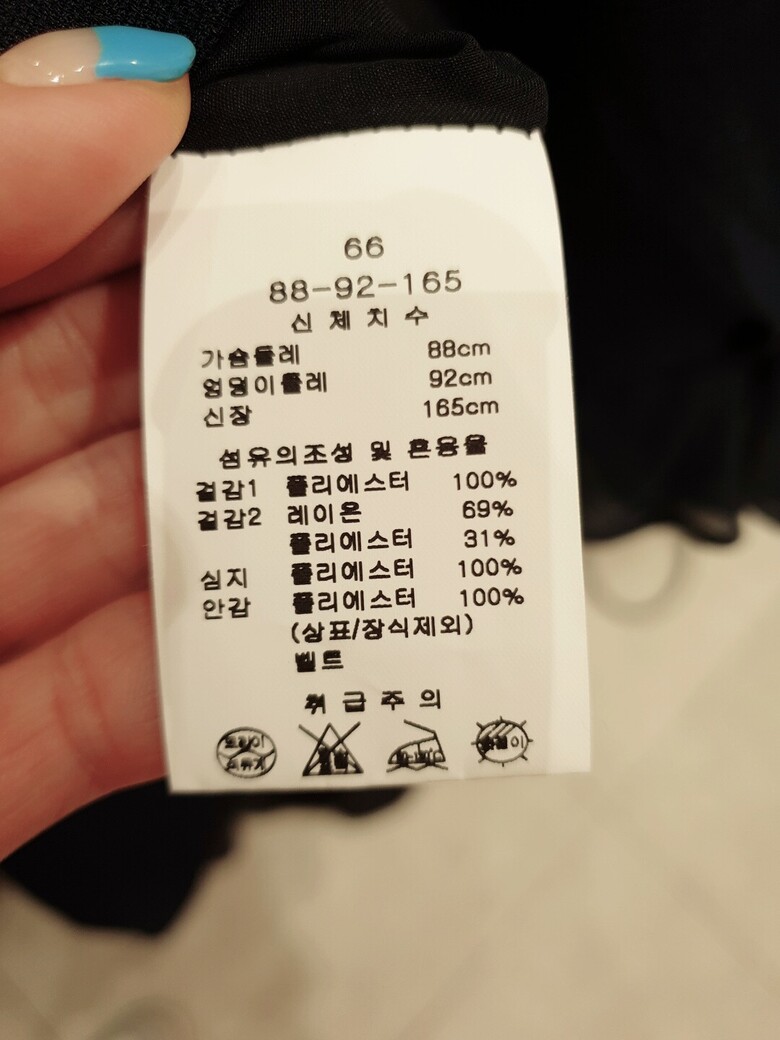 66
88-92-165
신체치수
가슴둘레 88cm
엉덩이둘레 92cm
신장 165cm
섬유의조성 및 혼용율
겉감1 폴리에스터 100%
겉감2 레이온 69%
폴리에스터 31%
심지 폴리에스터 100%
안감 폴리에스터 100%
(상표/장식제외)
벨트
취급주의